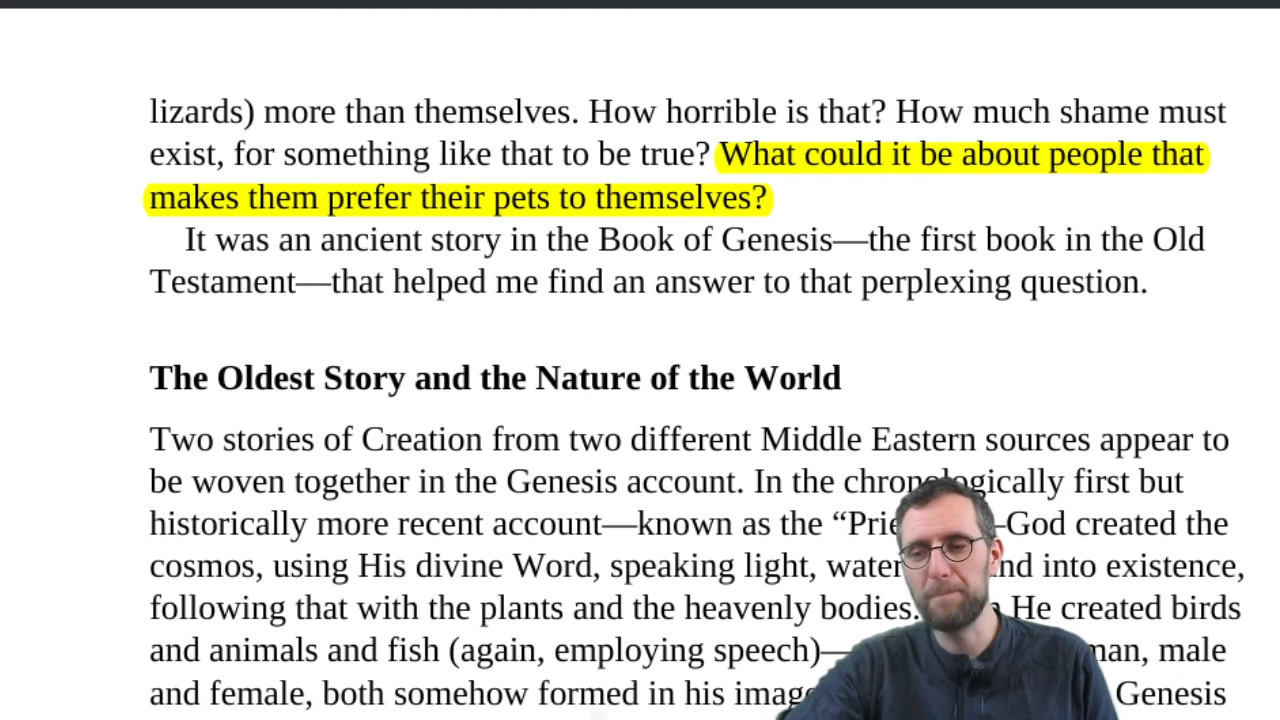 lizards) more than themselves. How horrible is that? How much shame must
exist, for something like that to be true? What could it be about people that
makes them prefer their pets to themselves?
It was an ancient story in the Book of Genesis—the first book in the Old
Testament—that helped me find an answer to that perplexing question.
The Oldest Story and the Nature of the World
Two stories of Creation from two different Middle Eastern sources appear to
be woven together in the Genesis account. In the chronologically first but
historically more recent account—known as the —God created the
cosmos, using His divine Word, speaking light, into existence,
following that with the plants and the heavenly bodies. He created birds
and animals and fish (again, employing speech)— male
and female, both somehow formed in his Genesis